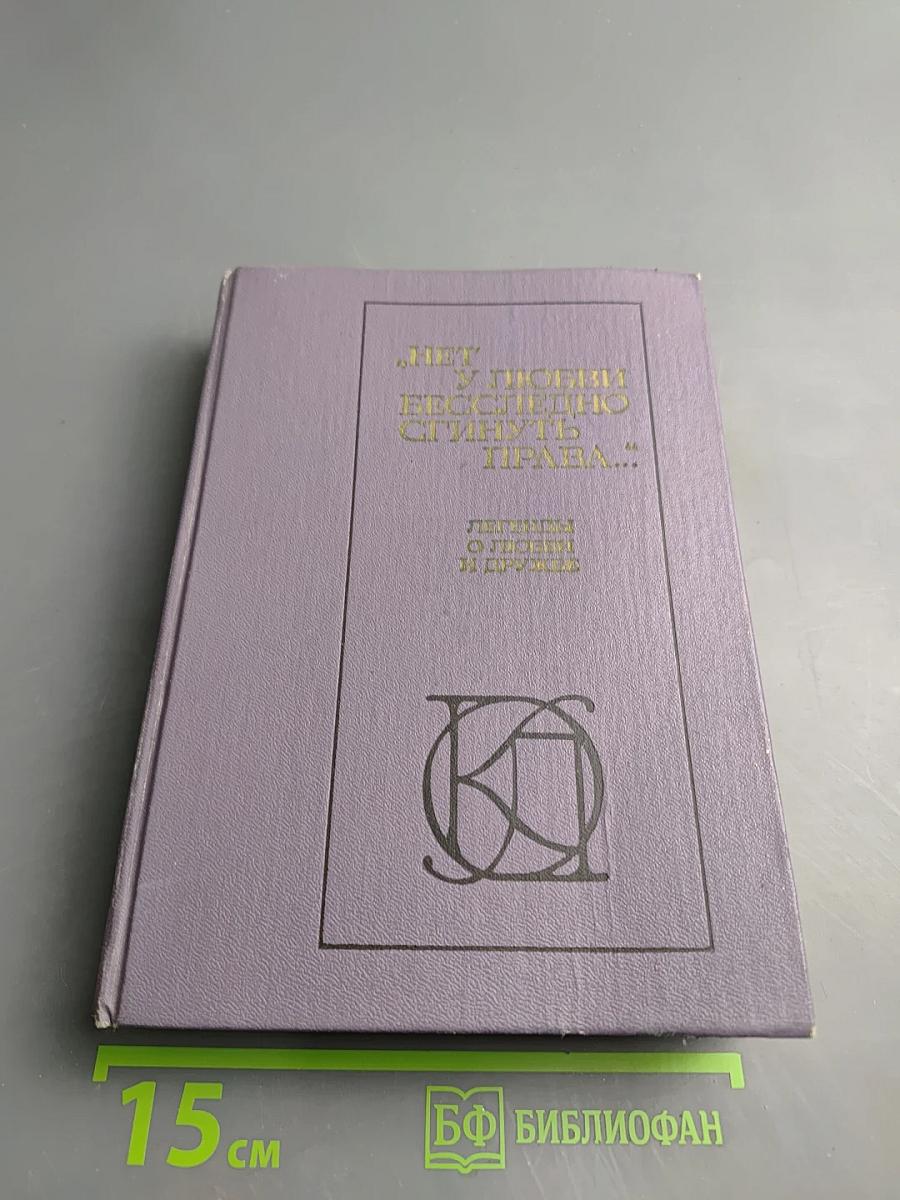 „НЕТ
У ЛЮБВИ
БЕССЛЕДНО
СГИНУТЬ
ПРАВА..."
ЛЕГЕНДЫ
О ЛЮБВИ
И ДРУЖБЕ
15 см
БФ БИБЛИОФАН